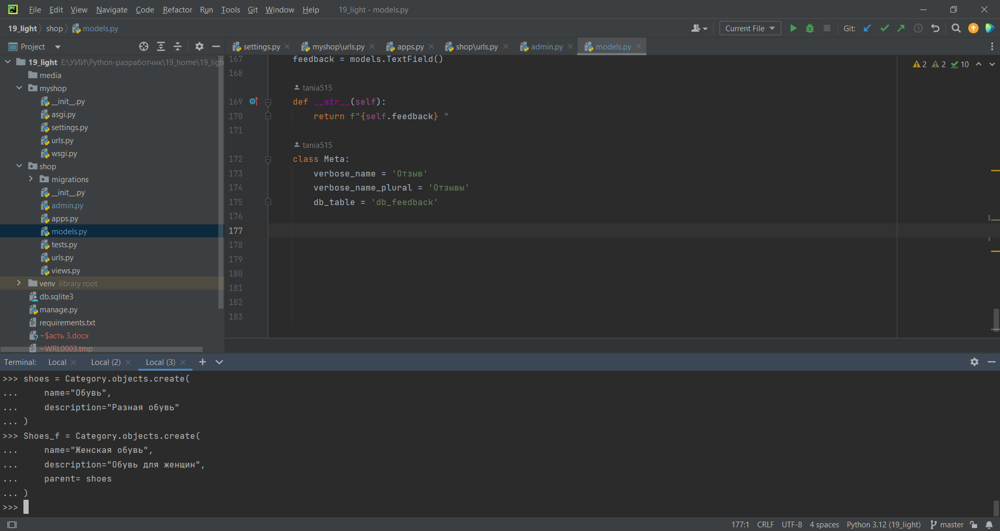 File Edit View Navigate Code Refactor Run Tools Git Window Help 19_light - models.py
19_light shop models.py Current File Git:
Project settings.py myshop\urls.py apps.py shop\urls.py admin.py models.py
19_light E:\УИИ\Python-разработчик\19_home\19_ligh
media
myshop
__init__.py
asgi.py
settings.py
urls.py
wsgi.py
shop
migrations
__init__.py
admin.py
apps.py
models.py
tests.py
urls.py
views.py
venv library root
db.sqlite3
manage.py
requirements.txt
~$асть 3.docx
~WRL0003.tmp
2 2 10
167 feedback = models.TextField()
168
tania515
169 def __str__(self):
170 return f"{self.feedback} "
171
tania515
172 class Meta:
173 verbose_name = 'Отзыв'
174 verbose_name_plural = 'Отзывы'
175 db_table = 'db_feedback'
176
177
178
179
180
181
182
183
Terminal: Local Local (2) Local (3)
>>> shoes = Category.objects.create(
... name="Обувь",
... description="Разная обувь"
... )
>>> Shoes_f = Category.objects.create(
... name="Женская обувь",
... description="Обувь для женщин",
... parent= shoes
... )
>>>
177:1 CRLF UTF-8 4 spaces Python 3.12 (19_light) master